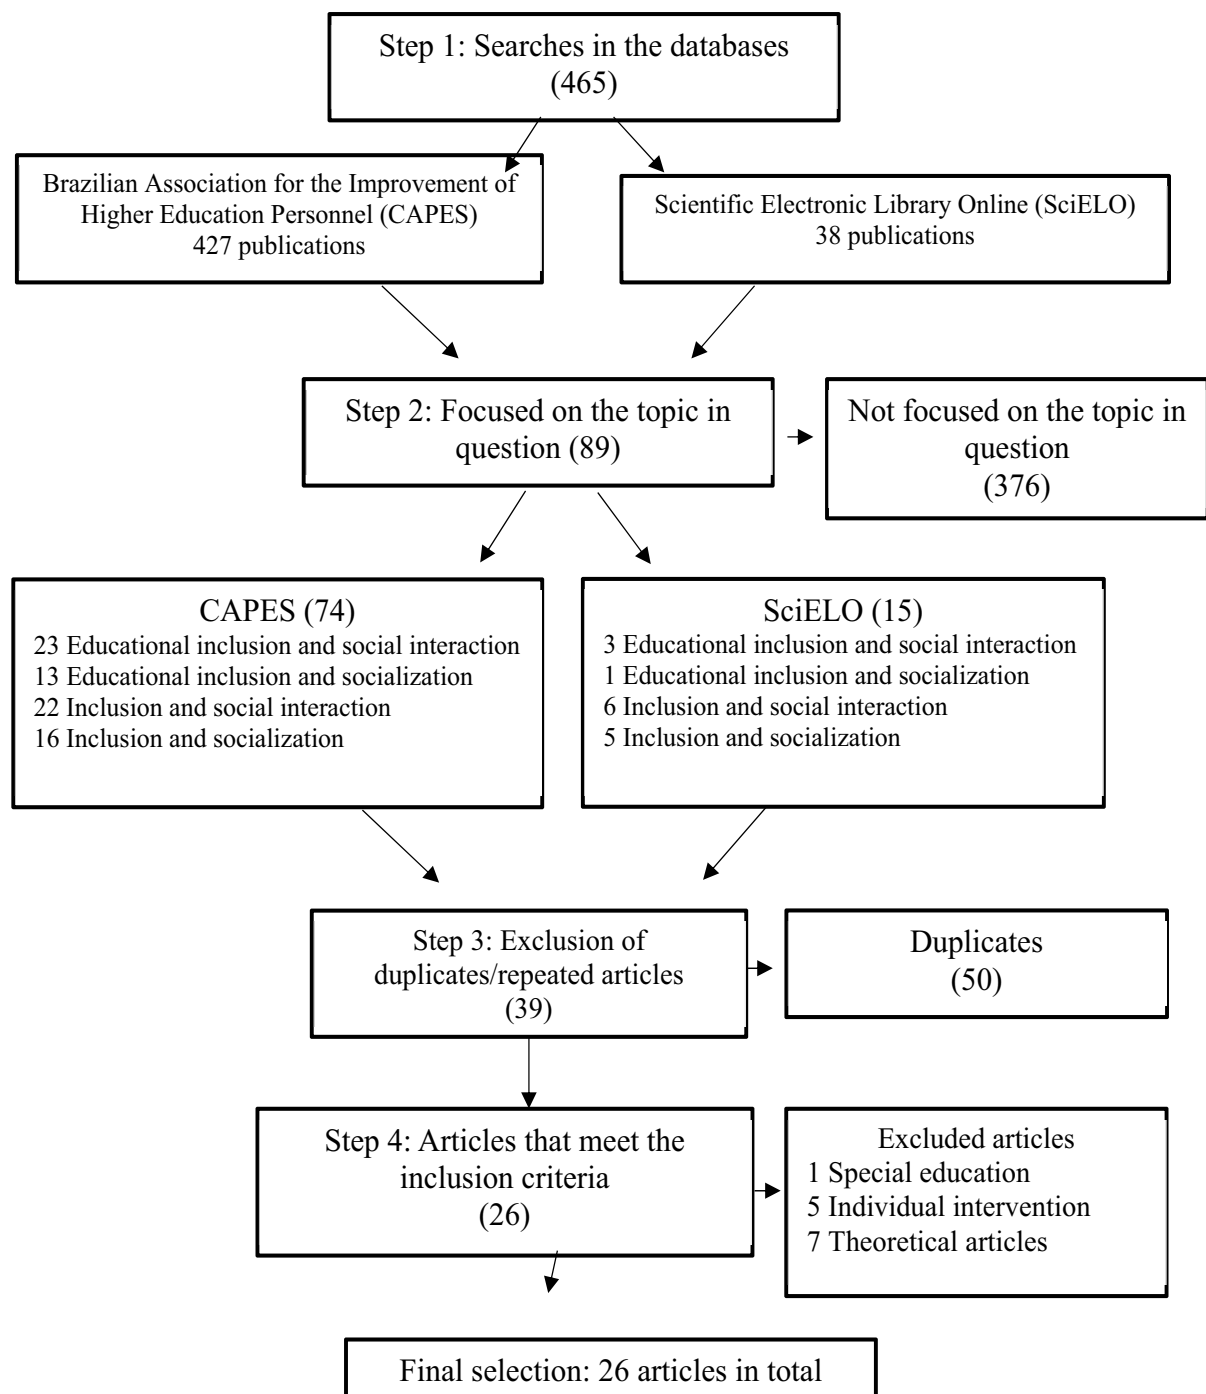 Step 1: Searches in the databases
(465)
Brazilian Association for the Improvement of
Higher Education Personnel (CAPES)
427 publications
Scientific Electronic Library Online (SciELO)
38 publications
Step 2: Focused on the topic in
question (89)
Not focused on the topic in
question
(376)
CAPES (74)
23 Educational inclusion and social interaction
13 Educational inclusion and socialization
22 Inclusion and social interaction
16 Inclusion and socialization
SciELO (15)
3 Educational inclusion and social interaction
1 Educational inclusion and socialization
6 Inclusion and social interaction
5 Inclusion and socialization
Step 3: Exclusion of
duplicates/repeated articles
(39)
Duplicates
(50)
Step 4: Articles that meet the
inclusion criteria
(26)
Excluded articles
1 Special education
5 Individual intervention
7 Theoretical articles
Final selection: 26 articles in total